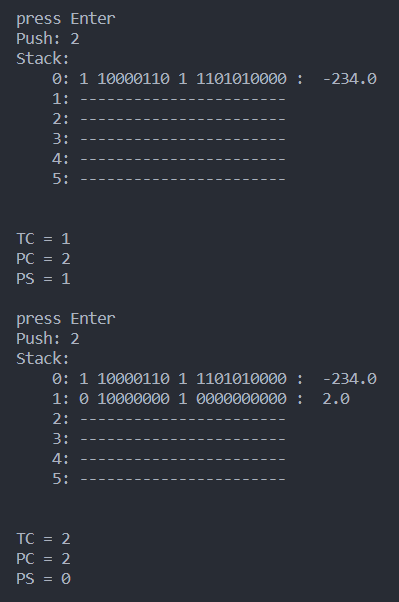 press Enter
Push: 2
Stack:
    0: 1 10000110 1 1101010000 :  -234.0
    1: -----------------------
    2: -----------------------
    3: -----------------------
    4: -----------------------
    5: -----------------------
TC = 1
PC = 2
PS = 1
press Enter
Push: 2
Stack:
    0: 1 10000110 1 1101010000 :  -234.0
    1: 0 10000000 1 0000000000 :  2.0
    2: -----------------------
    3: -----------------------
    4: -----------------------
    5: -----------------------
TC = 2
PC = 2
PS = 0